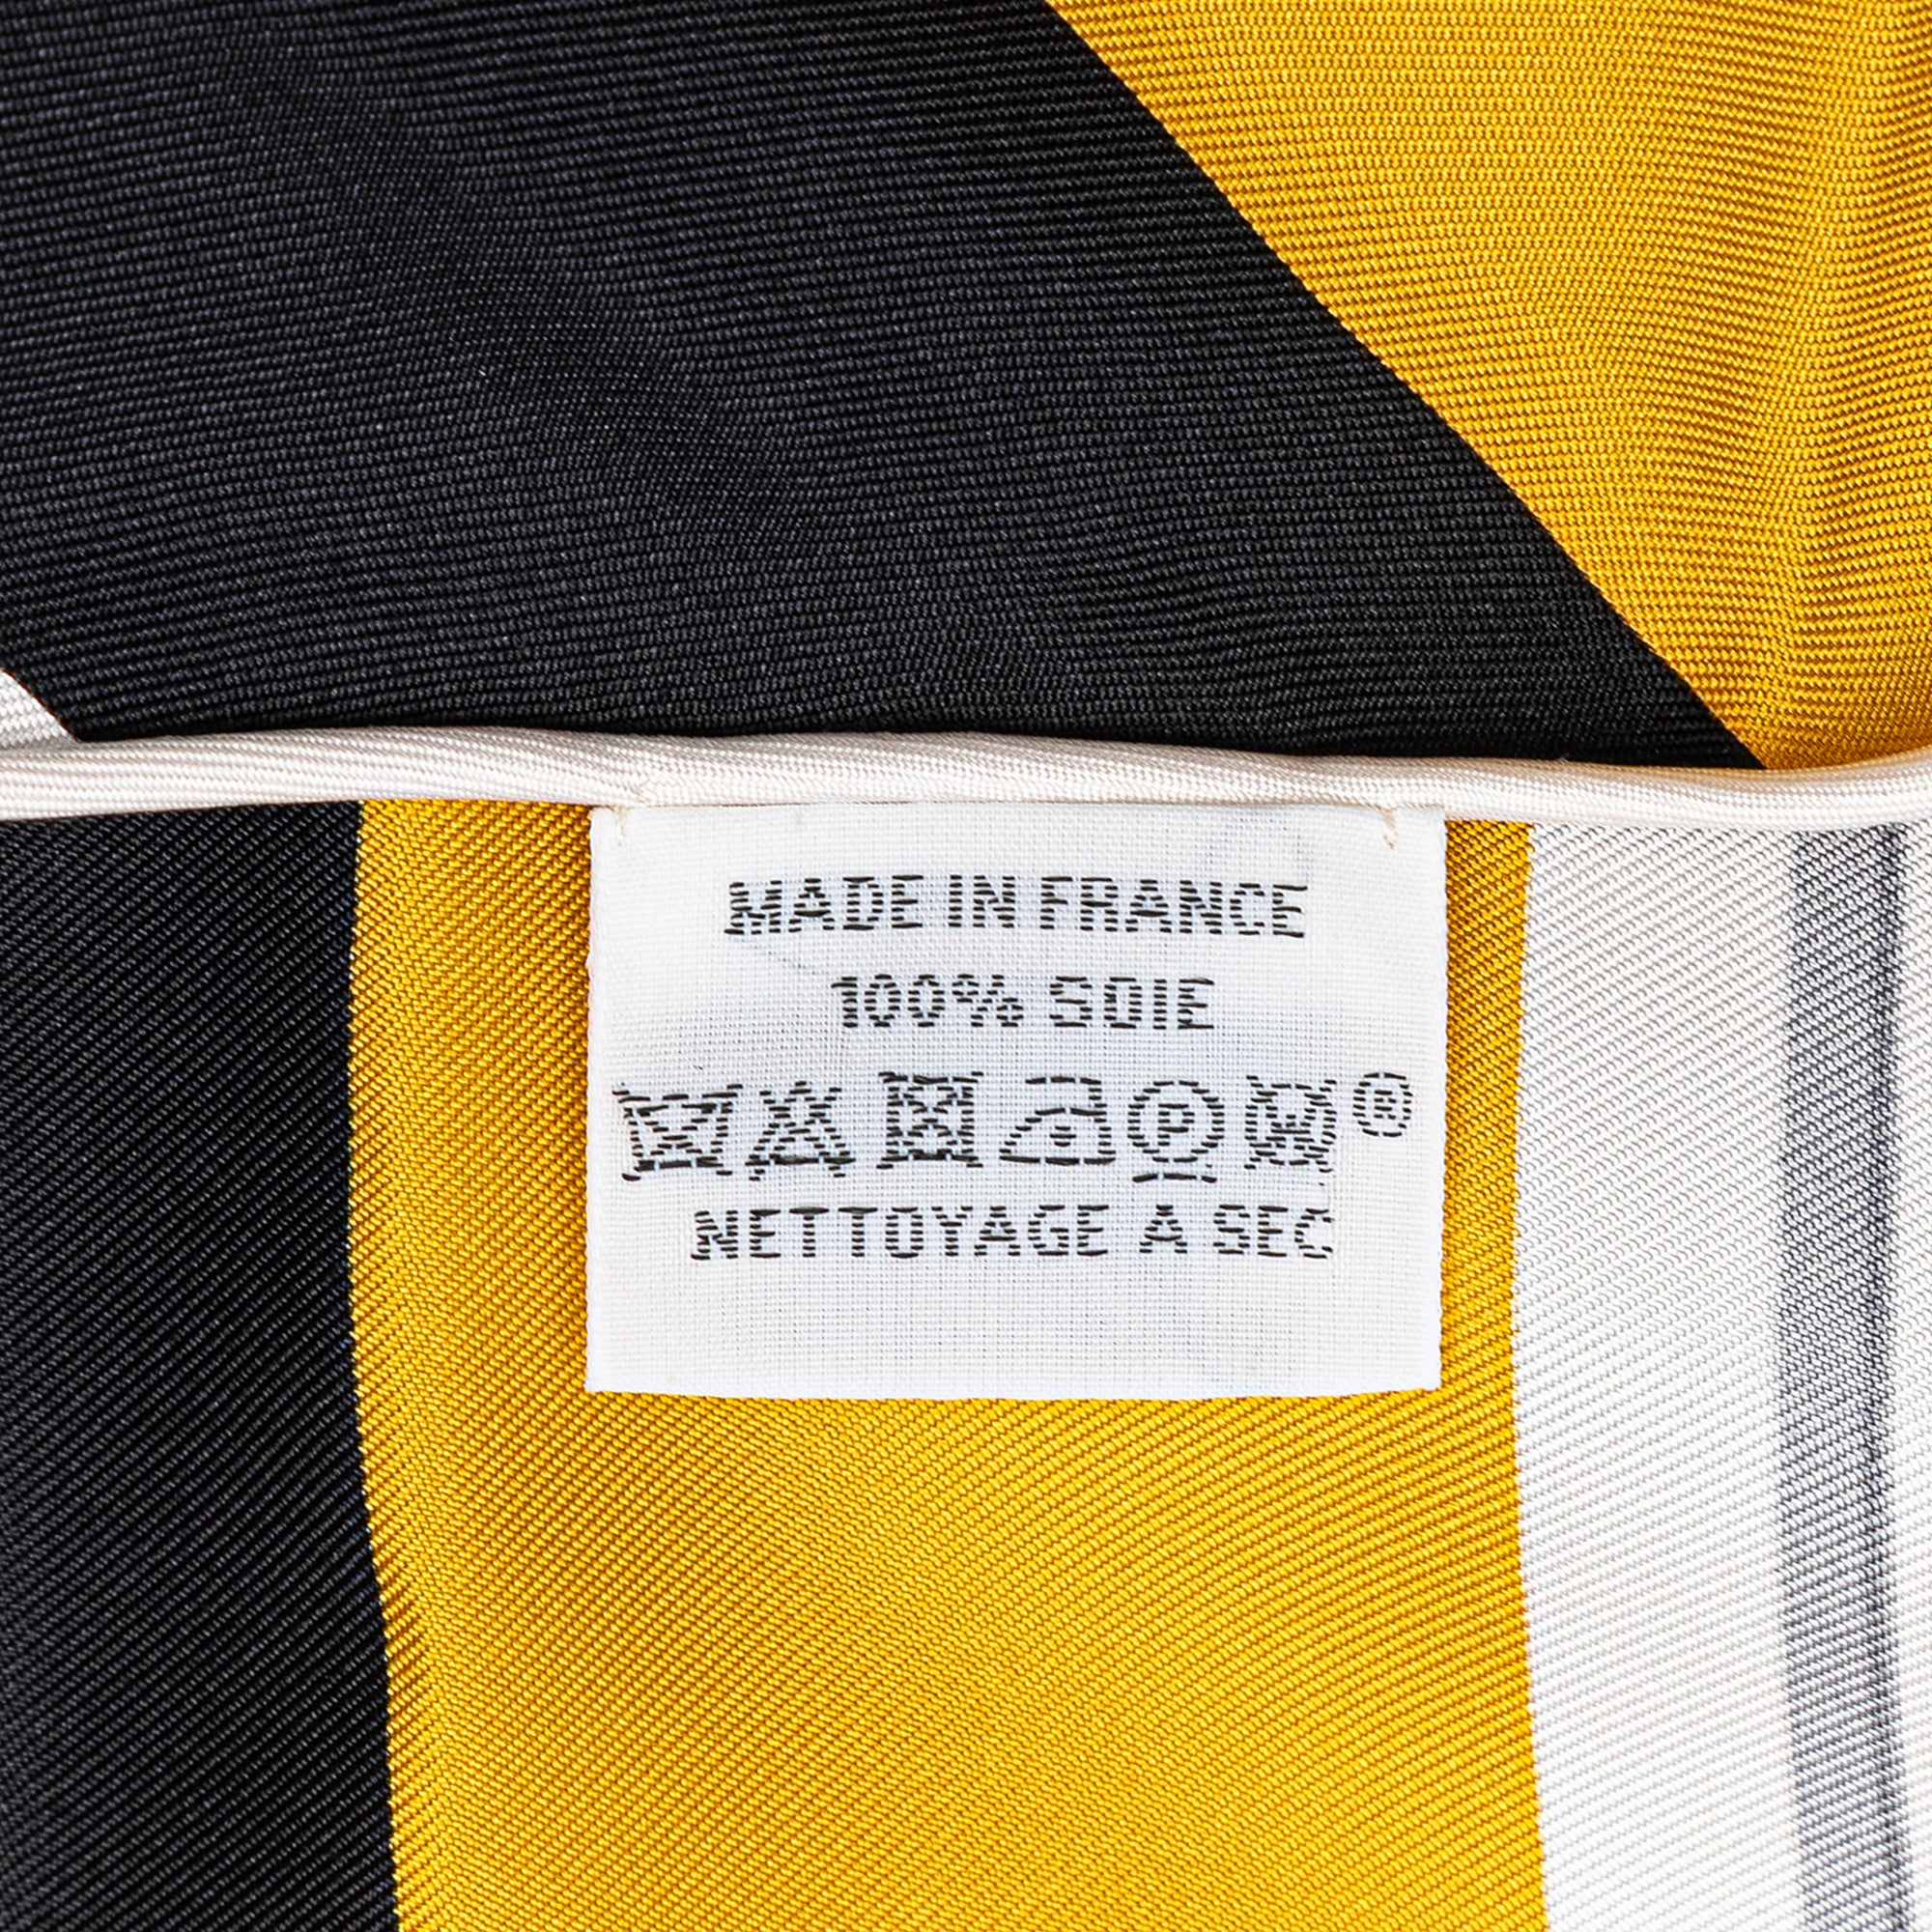 MADE IN FRANCE
100% SOIE
P W ®
NETTOYAGE A SEC